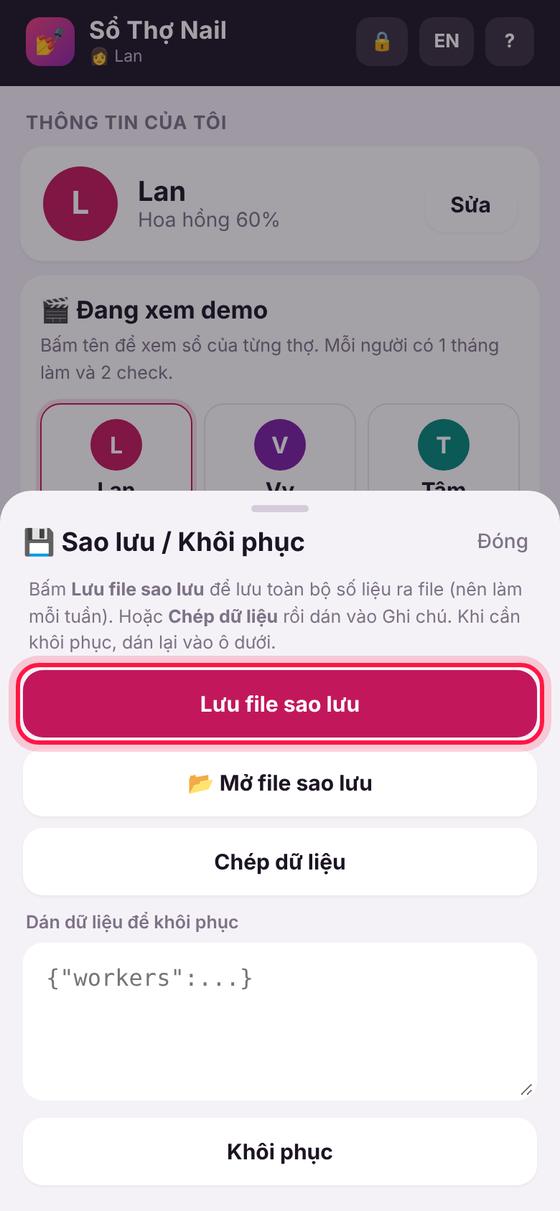 Sổ Thợ Nail
Lan
EN
?
THÔNG TIN CỦA TÔI
L
Lan
Hoa hồng 60%
Sửa
Đang xem demo
Bấm tên để xem sổ của từng thợ. Mỗi người có 1 tháng
làm và 2 check.
L
V
T
Lan
Vy
Tâm
Sao lưu / Khôi phục
Đóng
Bấm Lưu file sao lưu để lưu toàn bộ số liệu ra file (nên làm
mỗi tuần). Hoặc Chép dữ liệu rồi dán vào Ghi chú. Khi cần
khôi phục, dán lại vào ô dưới.
Lưu file sao lưu
Mở file sao lưu
Chép dữ liệu
Dán dữ liệu để khôi phục
{"workers":...}
Khôi phục